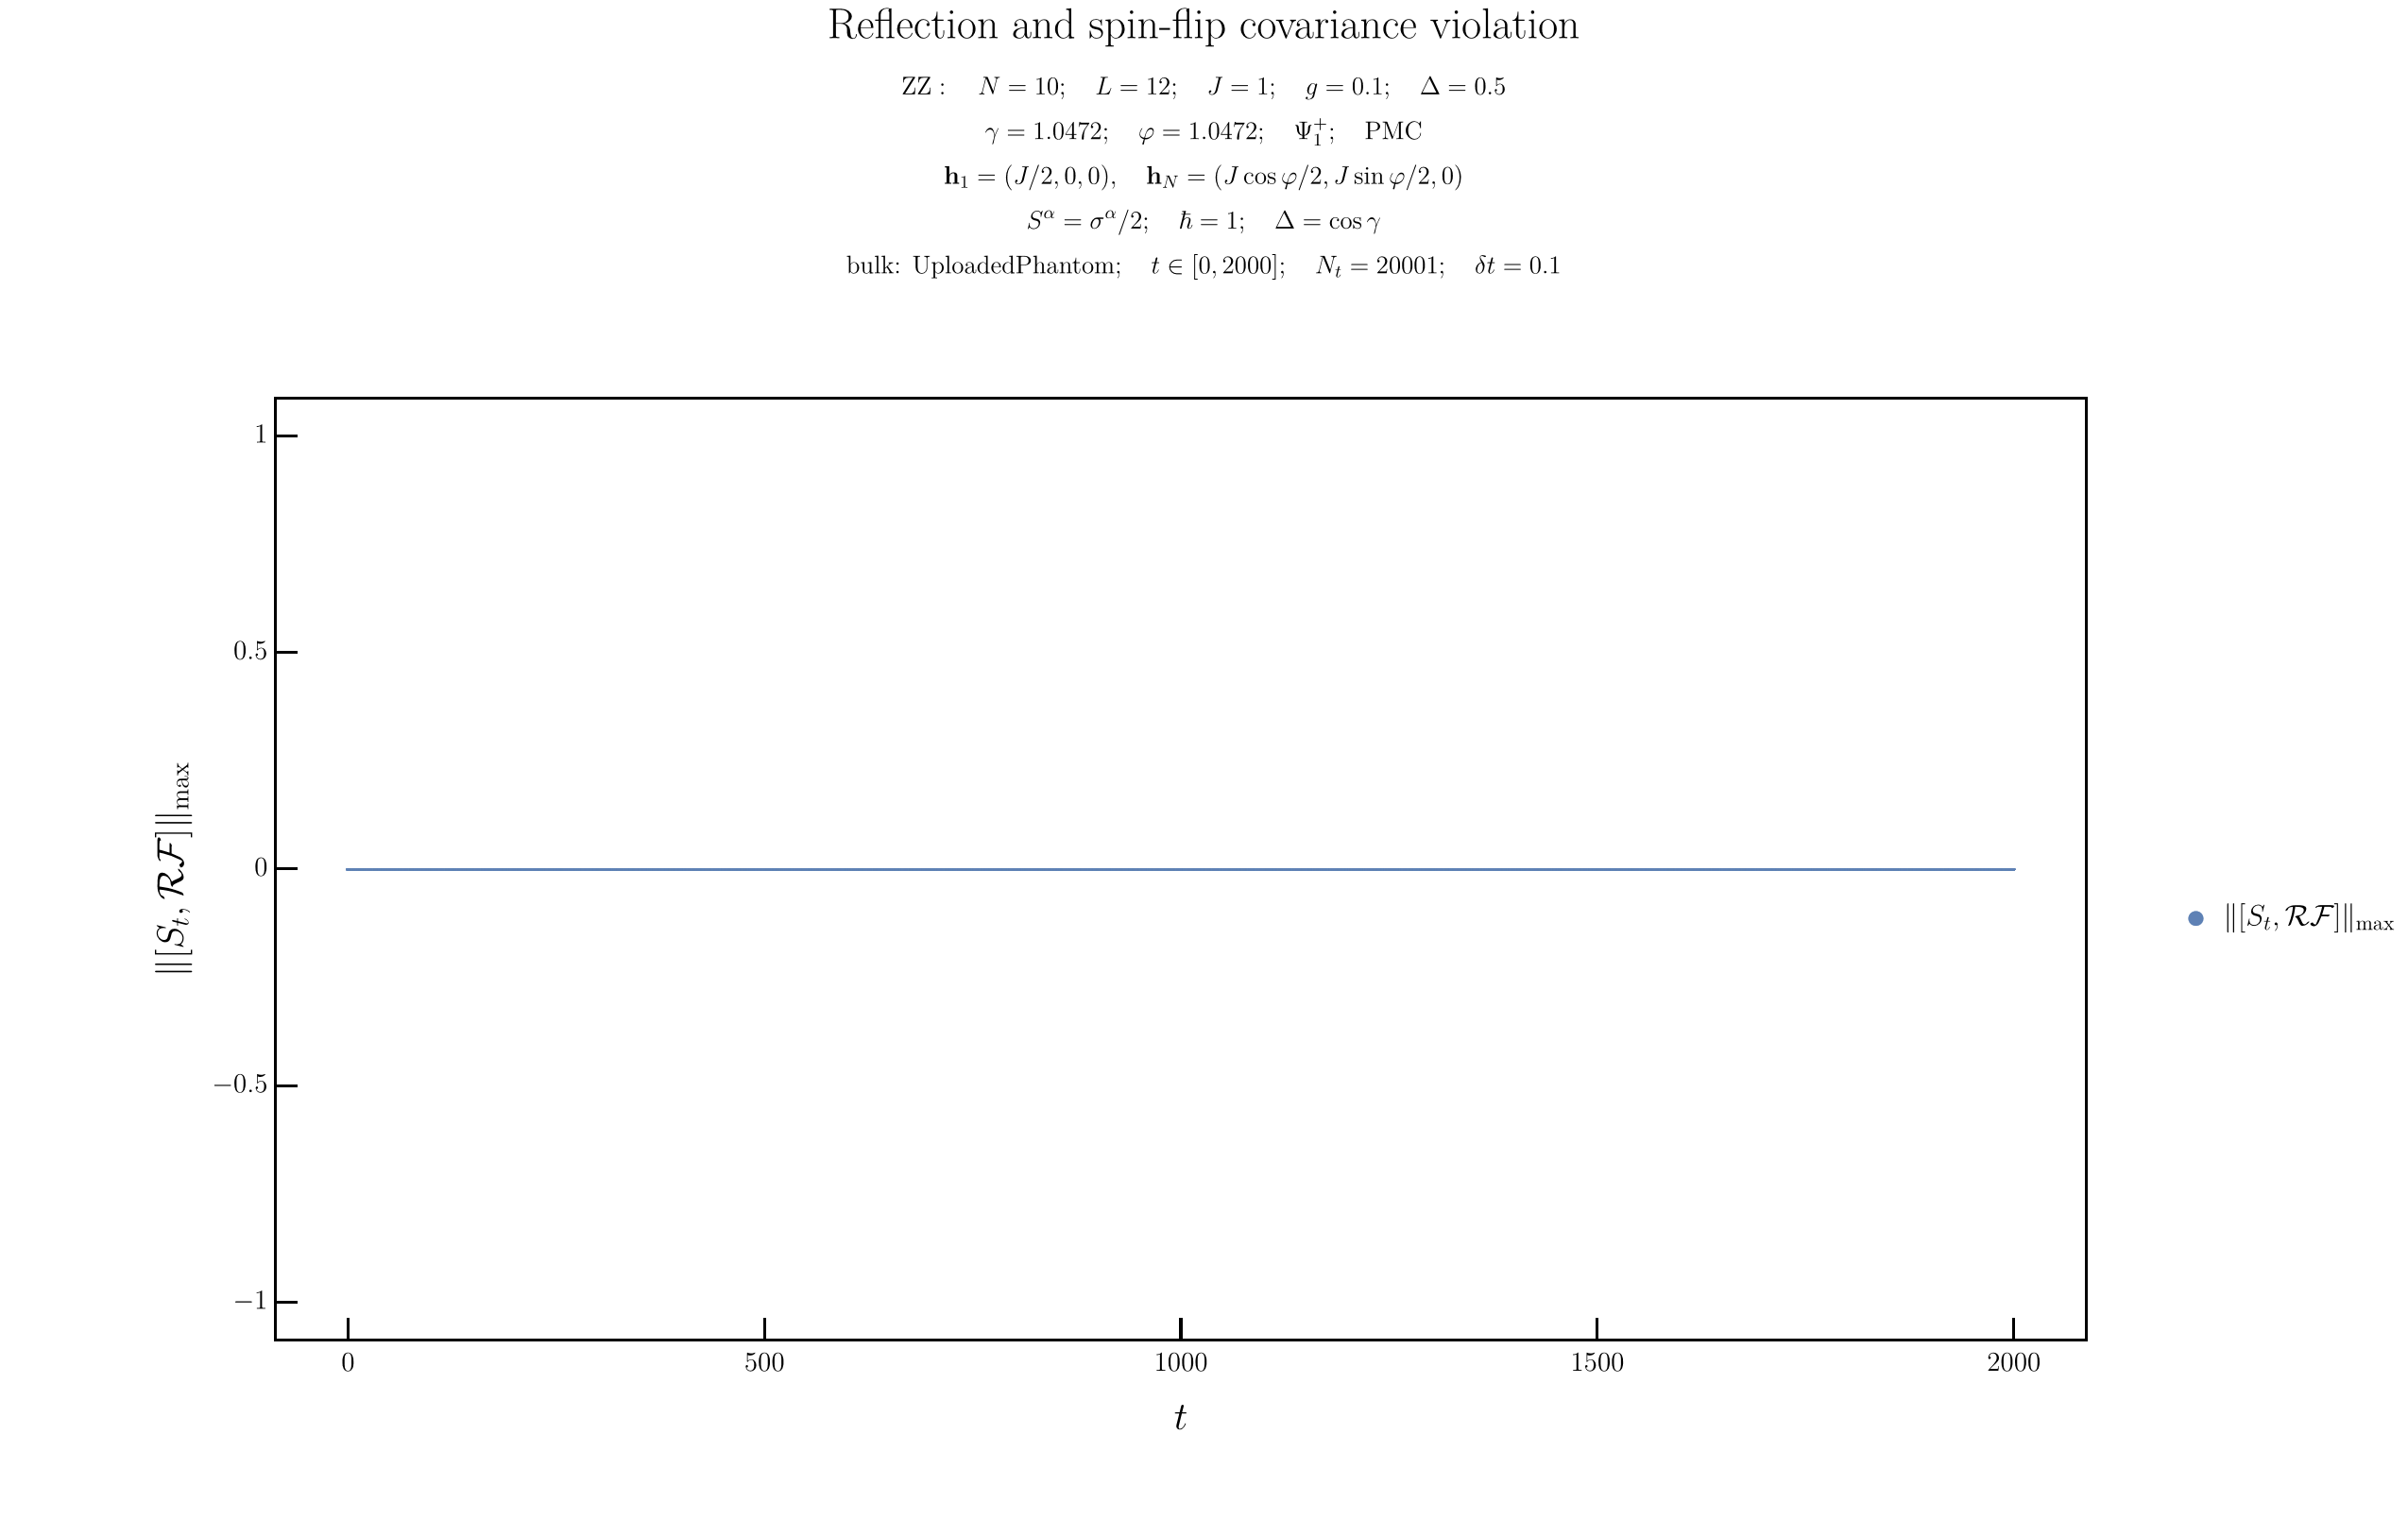 Reflection and spin-flip covariance violation
ZZ :   N = 10;   L = 12;   J = 1;   g = 0.1;   Δ = 0.5
γ = 1.0472;   φ = 1.0472;   Ψ₁⁺;   PMC
𝐡₁ = (J/2, 0, 0),   𝐡_N = (J cos φ/2, J sin φ/2, 0)
S^α = σ^α/2;   ℏ = 1;   Δ = cos γ
bulk: UploadedPhantom;   t ∈ [0, 2000];   N_t = 20001;   δt = 0.1
1
0.5
0
−0.5
−1
‖[S_t, ℛℱ]‖_max
0 500 1000 1500 2000
t
‖[S_t, ℛℱ]‖_max